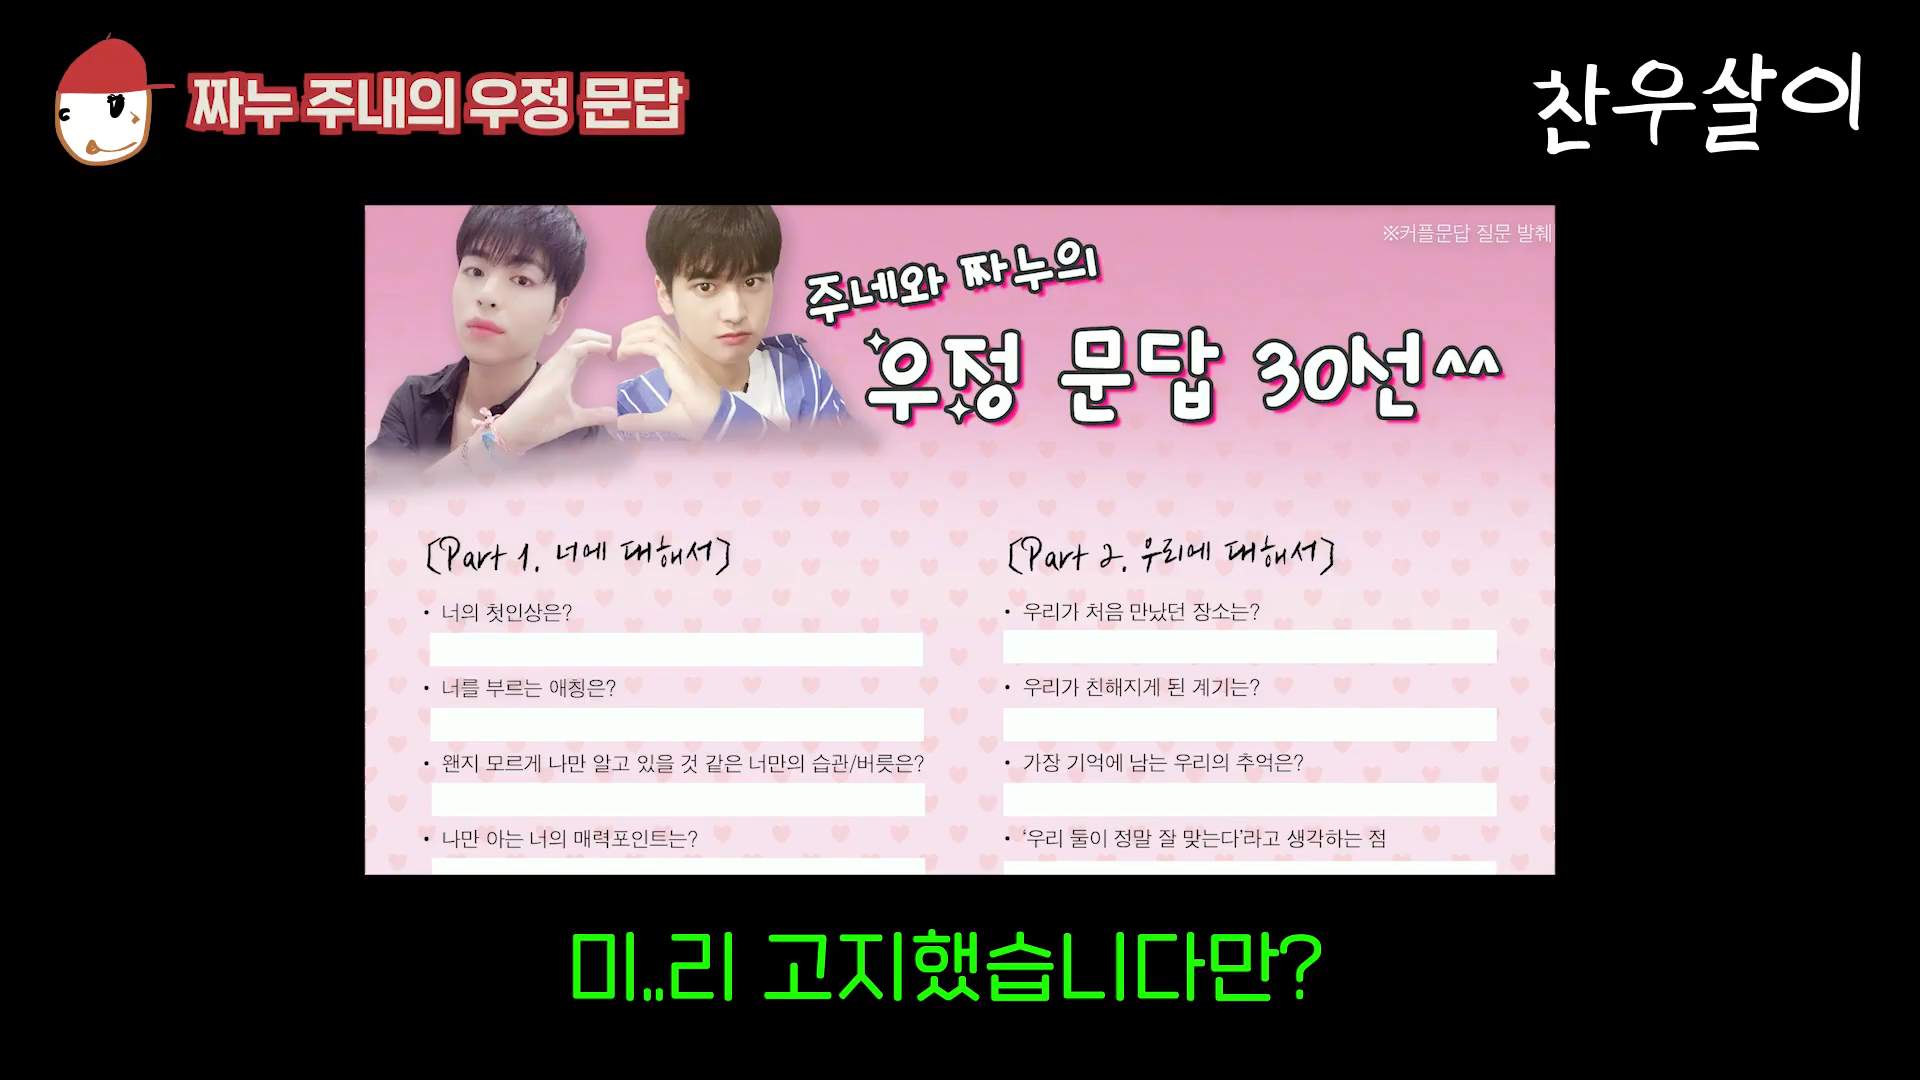 짜누 주내의 우정 문답
찬우살이
※커플문답 질문 발췌
주네와 짜누의
우정 문답 30선^^
[Part 1. 너에 대해서]
• 너의 첫인상은?
• 너를 부르는 애칭은?
• 왠지 모르게 나만 알고 있을 것 같은 너만의 습관/버릇은?
• 나만 아는 너의 매력포인트는?
[Part 2. 우리에 대해서]
• 우리가 처음 만났던 장소는?
• 우리가 친해지게 된 계기는?
• 가장 기억에 남는 우리의 추억은?
• ‘우리 둘이 정말 잘 맞는다’라고 생각하는 점
미..리 고지했습니다만?